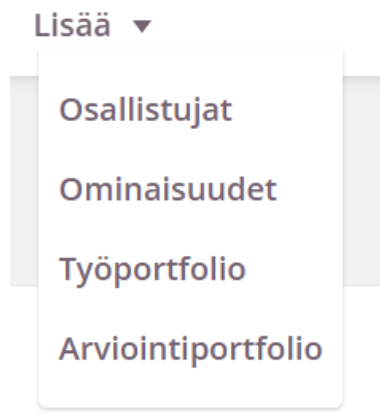 Lisää
Osallistujat
Ominaisuudet
Työportfolio
Arviointiportfolio